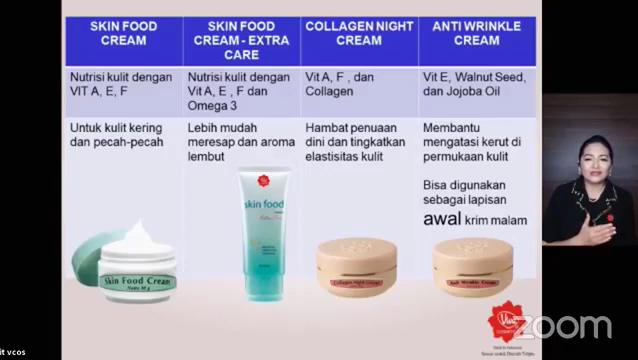 SKIN FOOD
CREAM
SKIN FOOD
CREAM - EXTRA
CARE
COLLAGEN NIGHT
CREAM
ANTI WRINKLE
CREAM
Nutrisi kulit dengan
VIT A, E, F
Nutrisi kulit dengan
Vit A, E , F dan
Omega 3
Vit A, F , dan
Collagen
Vit E, Walnut Seed,
dan Jojoba Oil
Untuk kulit kering
dan pecah-pecah
Lebih mudah
meresap dan aroma
lembut
Hambat penuaan
dini dan tingkatkan
elastisitas kulit
Membantu
mengatasi kerut di
permukaan kulit
Bisa digunakan
sebagai lapisan
awal krim malam
Skin Food Cream
skin food
Collagen Night Cream
Anti Wrinkle Cream
zoom
it vcos